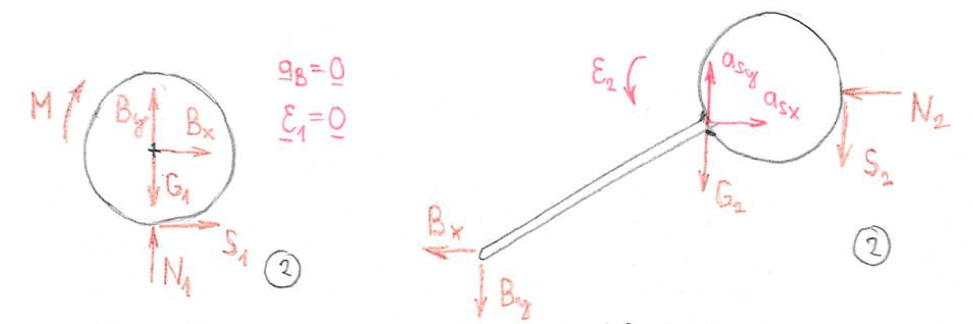 M
B_y
B_x
G_1
S_1
N_1
a_B = 0
ε_1 = 0
2
ε_2
a_Sy
a_Sx
N_2
S_2
G_2
B_x
B_y
2